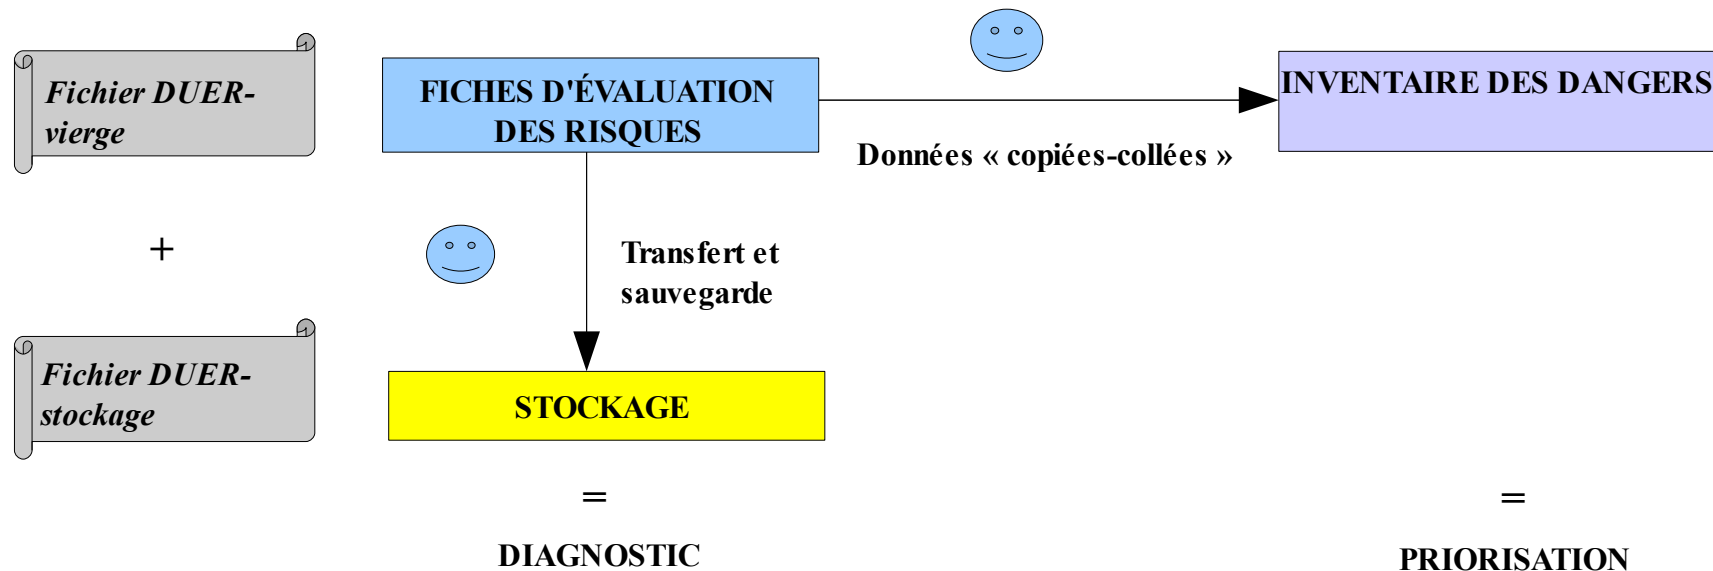 Fichier DUER-
vierge
FICHES D'ÉVALUATION
DES RISQUES
INVENTAIRE DES DANGERS
Données « copiées-collées »
+
Transfert et
sauvegarde
Fichier DUER-
stockage
STOCKAGE
=
=
DIAGNOSTIC
PRIORISATION